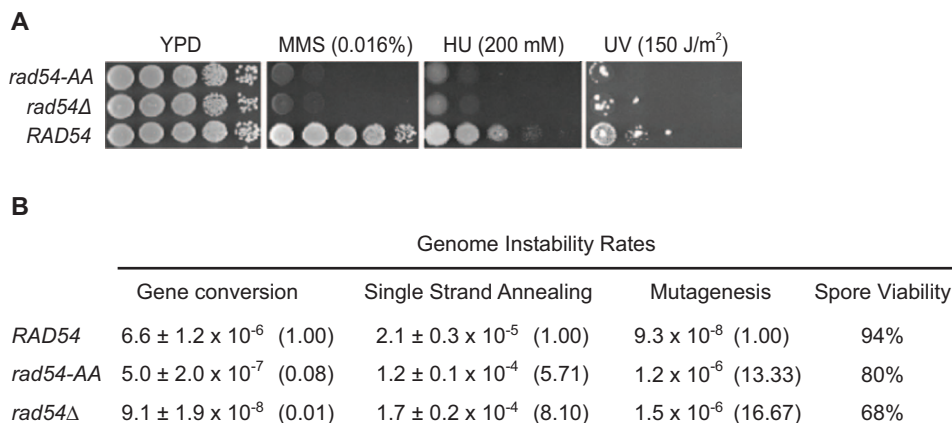 A
YPD MMS (0.016%) HU (200 mM) UV (150 J/m²)
rad54-AA
rad54Δ
RAD54
B
Genome Instability Rates
Gene conversion Single Strand Annealing Mutagenesis Spore Viability
RAD54 6.6 ± 1.2 x 10⁻⁶ (1.00) 2.1 ± 0.3 x 10⁻⁵ (1.00) 9.3 x 10⁻⁸ (1.00) 94%
rad54-AA 5.0 ± 2.0 x 10⁻⁷ (0.08) 1.2 ± 0.1 x 10⁻⁴ (5.71) 1.2 x 10⁻⁶ (13.33) 80%
rad54Δ 9.1 ± 1.9 x 10⁻⁸ (0.01) 1.7 ± 0.2 x 10⁻⁴ (8.10) 1.5 x 10⁻⁶ (16.67) 68%